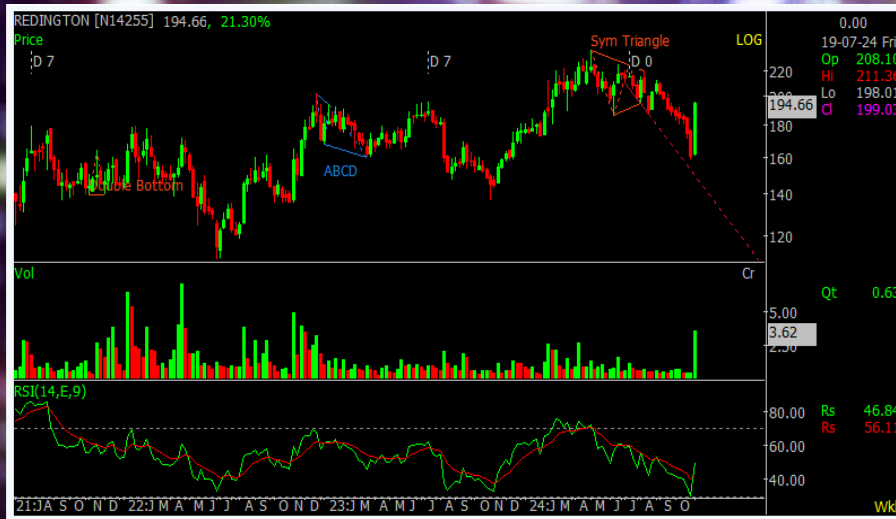 REDINGTON [N14255] 194.66, 21.30%
0.00
Price
Sym Triangle
LOG
19-07-24 Fri
D 7
D 7
D 0
Op 208.10
Hi 211.36
Lo 198.01
Cl 199.03
220
200
194.66
180
160
140
120
ABCD
Double Bottom
Vol
Cr
Qt 0.63
5.00
3.62
2.50
RSI(14,E,9)
80.00
60.00
40.00
Rs 46.84
Rs 56.11
21:JA S O N D 22:J M A M J J A S O N D 23:J A M J J A S O N D 24:J M A M J J A S O
Wk